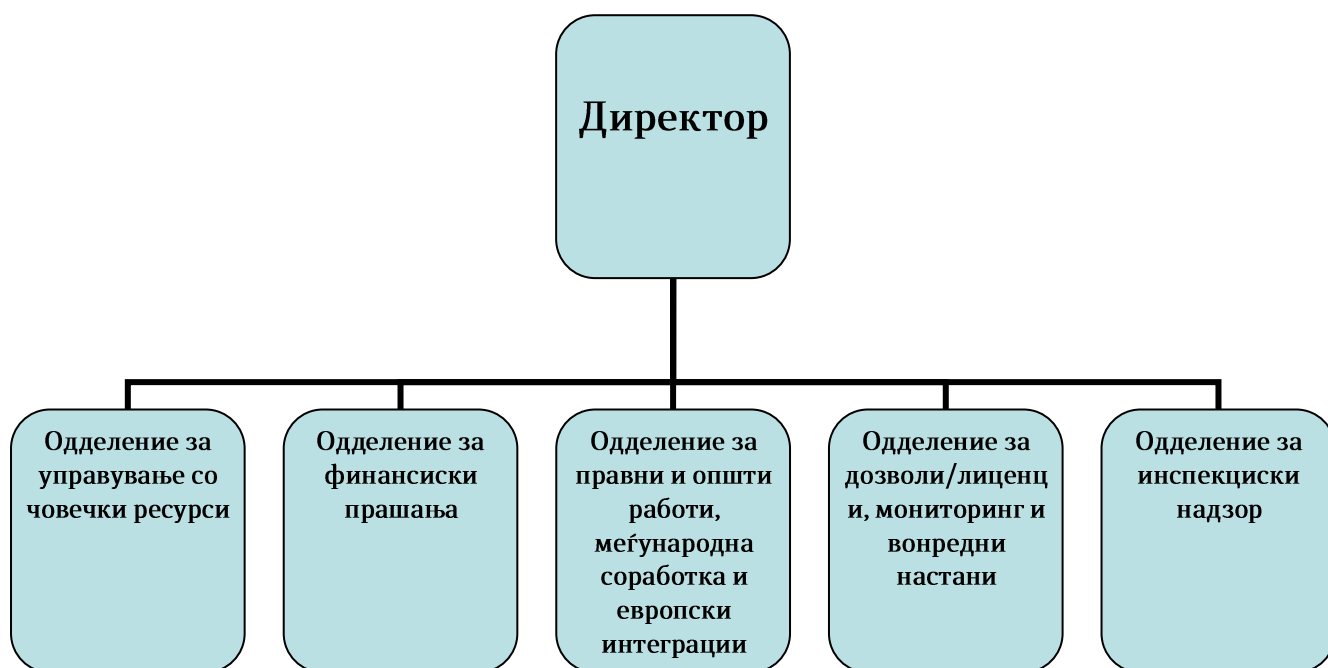 Директор
Одделение за
управување со
човечки ресурси
Одделение за
финансиски
прашања
Одделение за
правни и општи
работи,
меѓународна
соработка и
европски
интеграции
Одделение за
дозволи/лиценц
и, мониторинг и
вонредни
настани
Одделение за
инспекциски
надзор